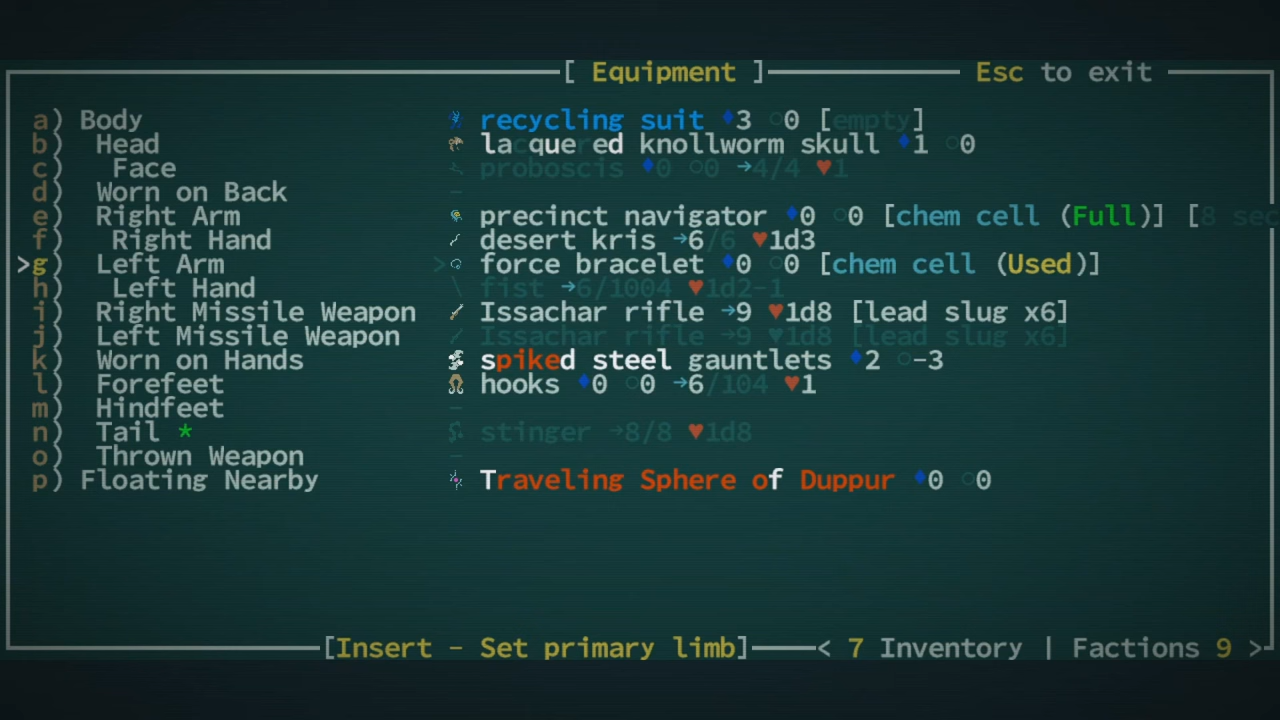 [ Equipment ] Esc to exit
a) Body recycling suit ♦3 ○0 [empty]
b) Head lacquered knollworm skull ♦1 ○0
c) Face proboscis ♦0 ○0 →4/4 ♥1
d) Worn on Back -
e) Right Arm precinct navigator ♦0 ○0 [chem cell (Full)] [8 sec
f) Right Hand desert kris →6/6 ♥1d3
>g) Left Arm > force bracelet ♦0 ○0 [chem cell (Used)]
h) Left Hand fist →6/1004 ♥1d2-1
i) Right Missile Weapon Issachar rifle →9 ♥1d8 [lead slug x6]
j) Left Missile Weapon Issachar rifle →9 ♥1d8 [lead slug x6]
k) Worn on Hands spiked steel gauntlets ♦2 ○-3
l) Forefeet hooks ♦0 ○0 →6/104 ♥1
m) Hindfeet -
n) Tail * stinger →8/8 ♥1d8
o) Thrown Weapon -
p) Floating Nearby Traveling Sphere of Duppur ♦0 ○0
[Insert - Set primary limb] < 7 Inventory | Factions 9 >